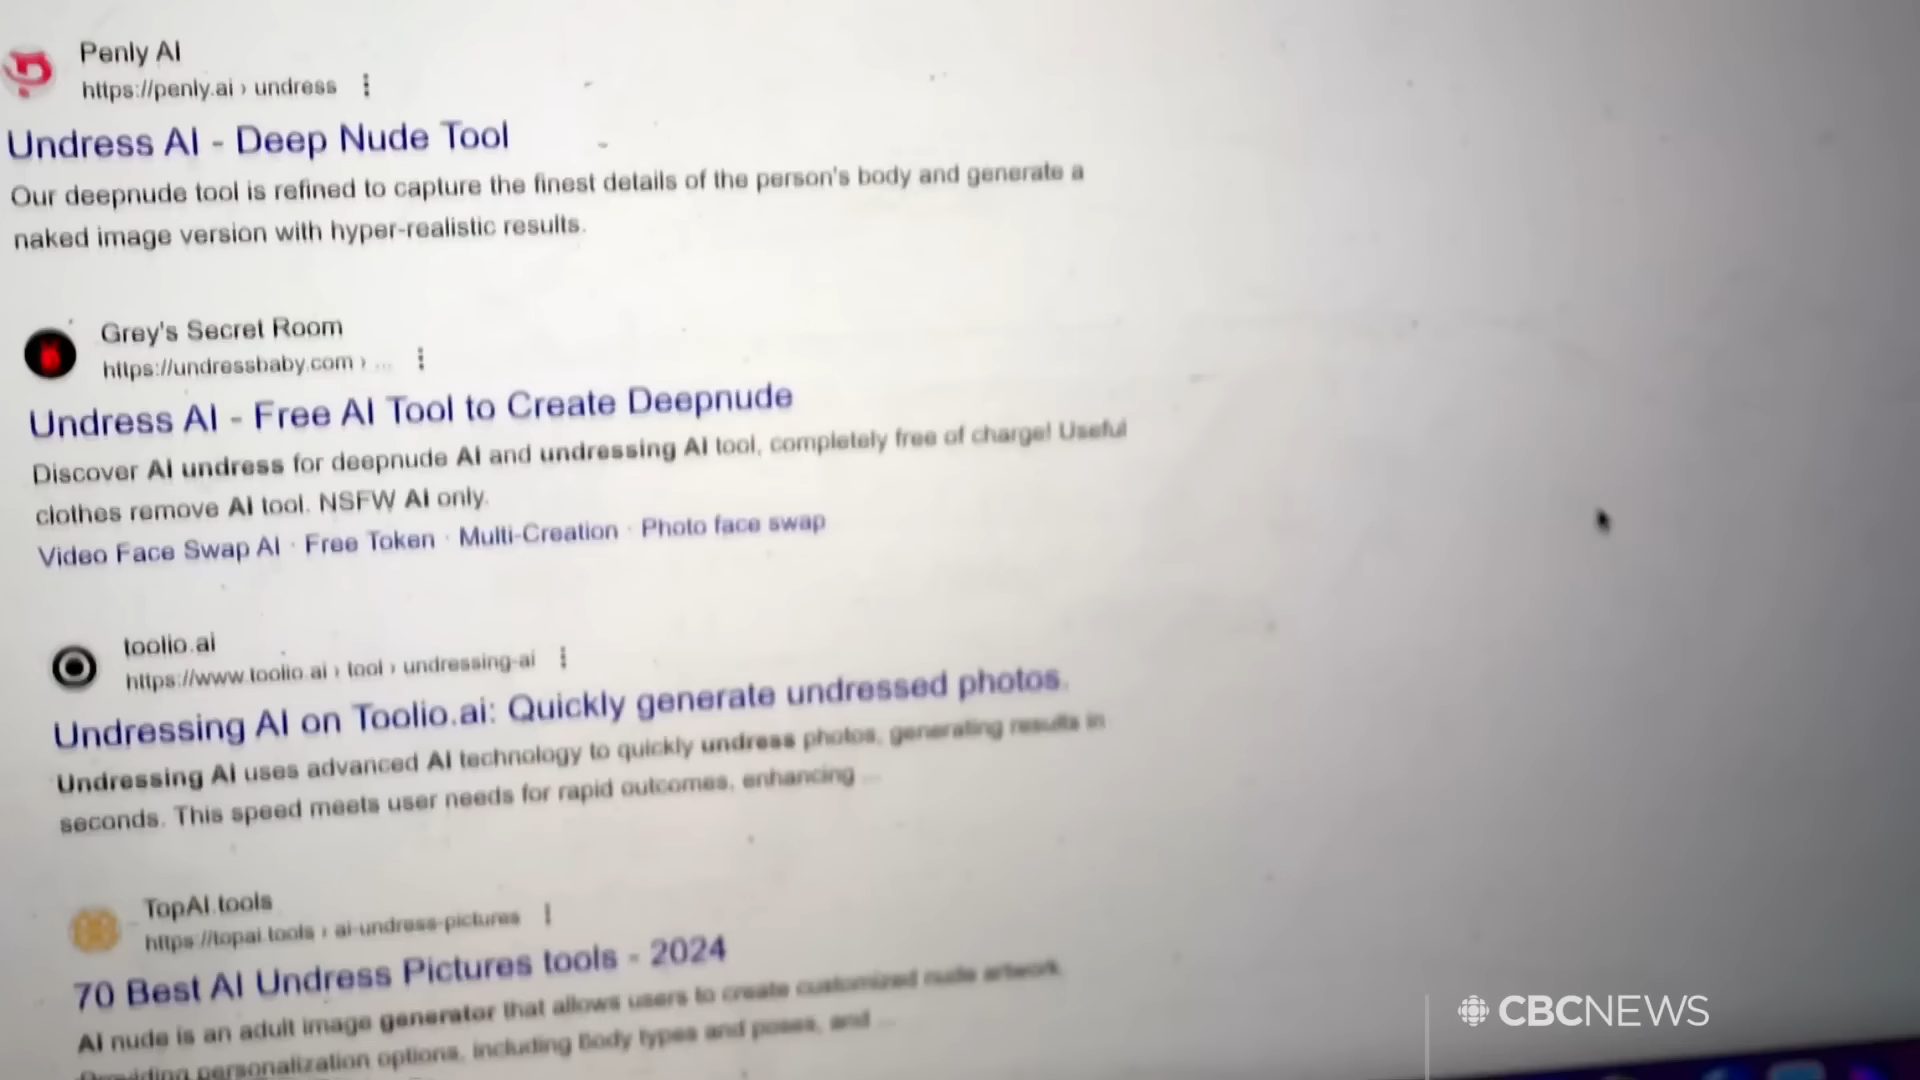 Penly AI
https://penly.ai › undress
Undress AI - Deep Nude Tool
Our deepnude tool is refined to capture the finest details of the person's body and generate a
naked image version with hyper-realistic results.
Grey's Secret Room
https://undressbaby.com › ...
Undress AI - Free AI Tool to Create Deepnude
Discover AI undress for deepnude AI and undressing AI tool, completely free of charge! Useful
clothes remove AI tool. NSFW AI only.
Video Face Swap AI · Free Token · Multi-Creation · Photo face swap
toolio.ai
https://www.toolio.ai › tool › undressing-ai
Undressing AI on Toolio.ai: Quickly generate undressed photos.
Undressing AI uses advanced AI technology to quickly undress photos, generating results in
seconds. This speed meets user needs for rapid outcomes, enhancing ...
TopAI.tools
https://topai.tools › ai-undress-pictures
70 Best AI Undress Pictures tools - 2024
AI nude is an adult image generator that allows users to create customized nude artwork
Providing personalization options, including Body types and poses, and ...
CBCNEWS